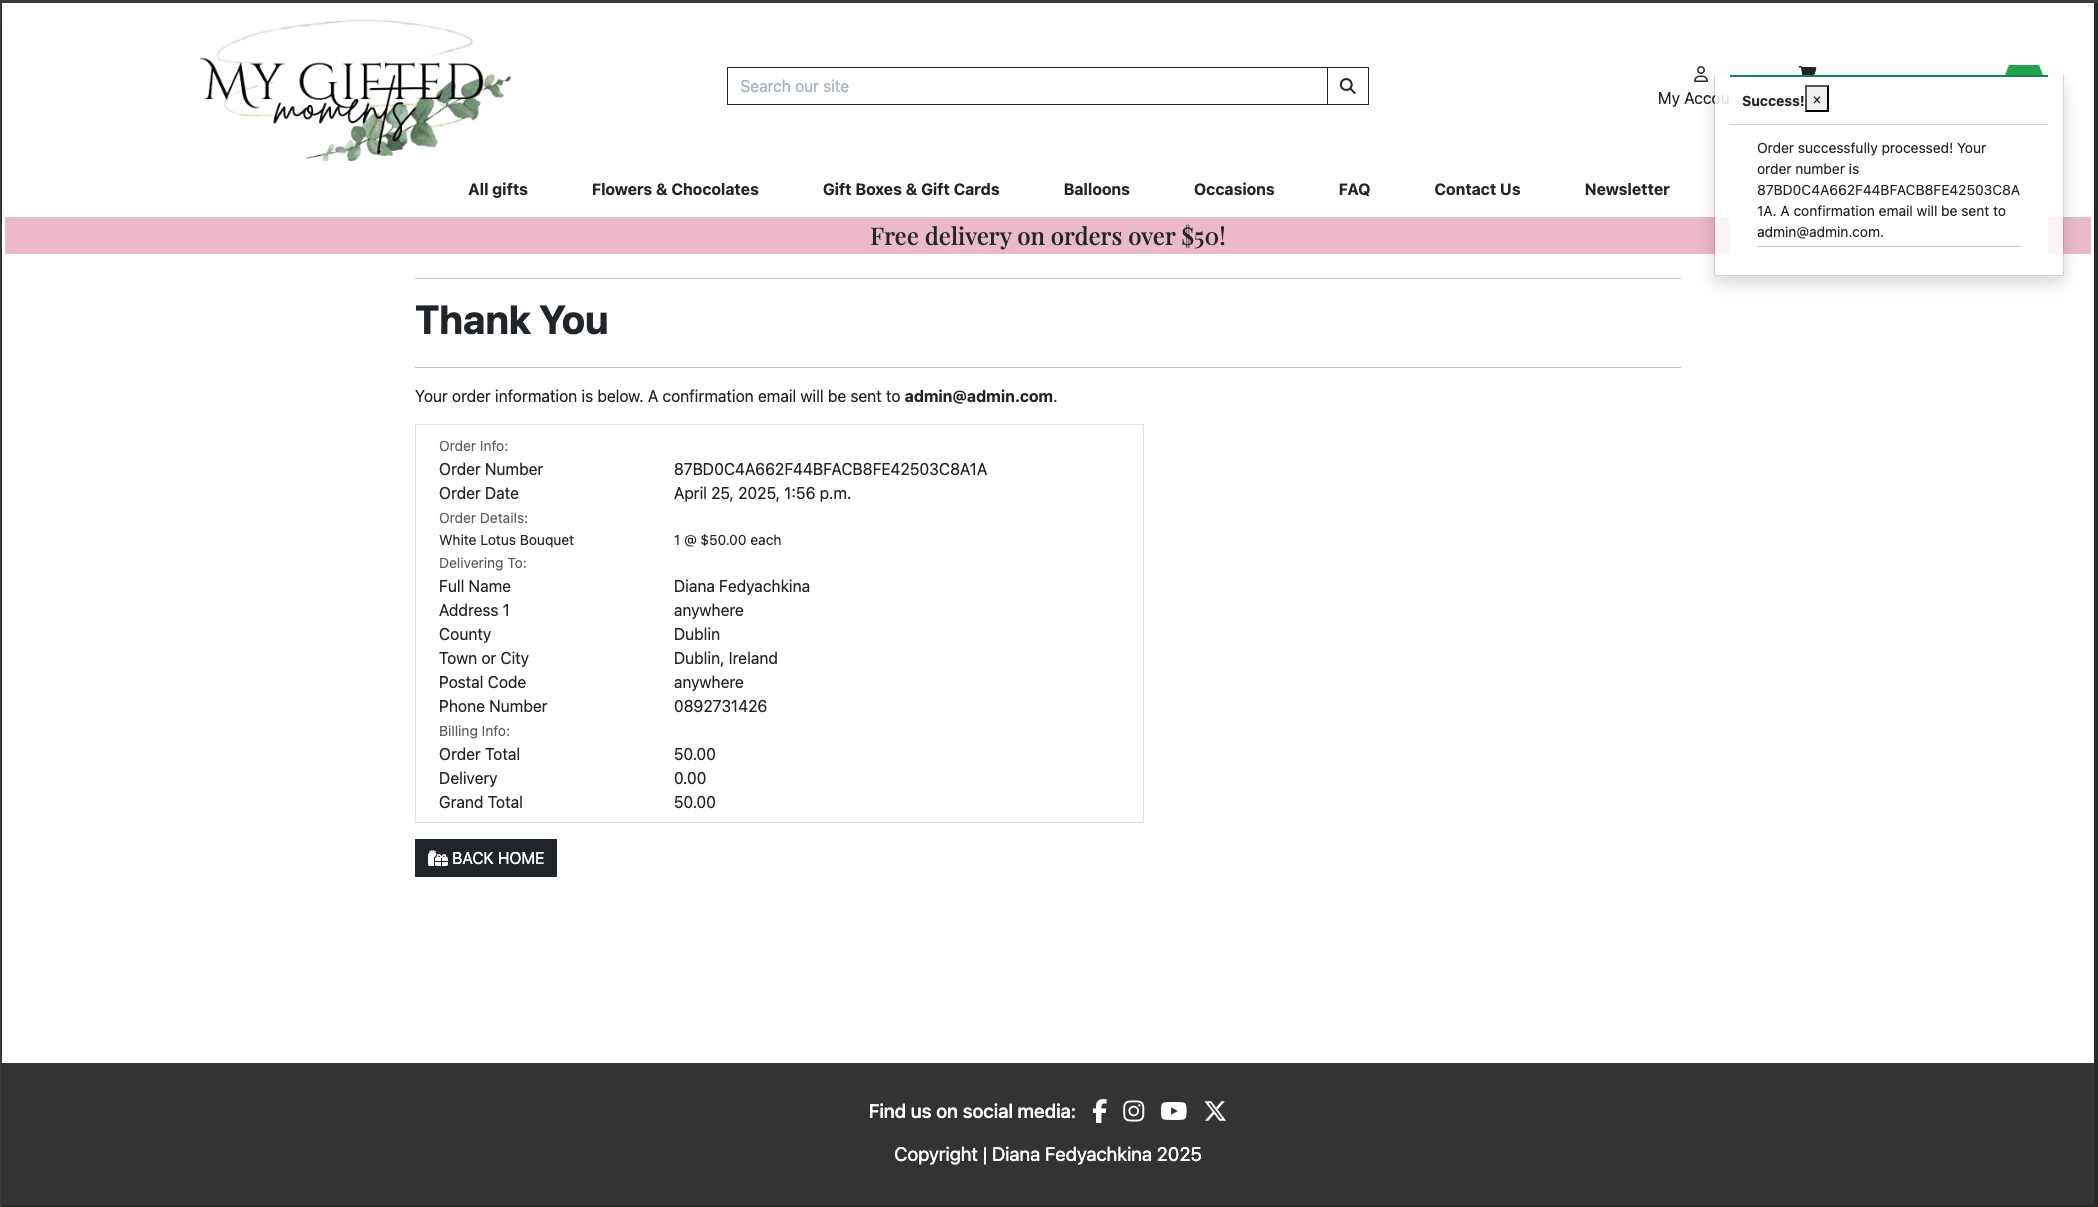 MY GIFTED
moments
Search our site
My Accou
Success! ×
Order successfully processed! Your
order number is
87BD0C4A662F44BFACB8FE42503C8A
1A. A confirmation email will be sent to
admin@admin.com.
All gifts Flowers & Chocolates Gift Boxes & Gift Cards Balloons Occasions FAQ Contact Us Newsletter
Free delivery on orders over $50!
Thank You
Your order information is below. A confirmation email will be sent to admin@admin.com.
Order Info:
Order Number 87BD0C4A662F44BFACB8FE42503C8A1A
Order Date April 25, 2025, 1:56 p.m.
Order Details:
White Lotus Bouquet 1 @ $50.00 each
Delivering To:
Full Name Diana Fedyachkina
Address 1 anywhere
County Dublin
Town or City Dublin, Ireland
Postal Code anywhere
Phone Number 0892731426
Billing Info:
Order Total 50.00
Delivery 0.00
Grand Total 50.00
BACK HOME
Find us on social media:
Copyright | Diana Fedyachkina 2025